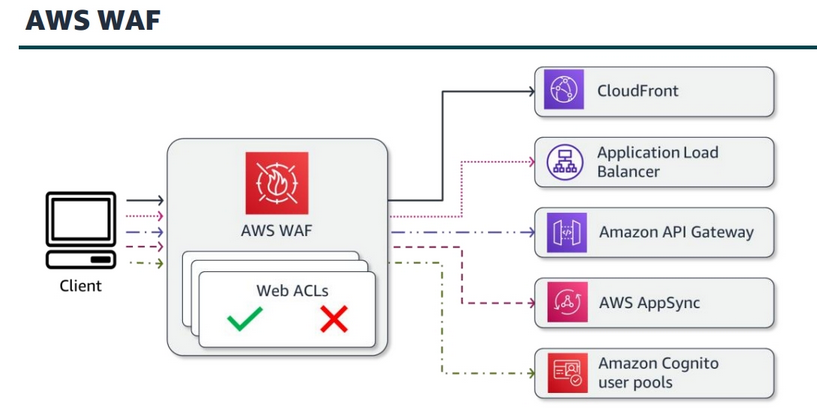 AWS WAF
CloudFront
Application Load
Balancer
AWS WAF
Amazon API Gateway
Client
Web ACLs
AWS AppSync
Amazon Cognito
user pools